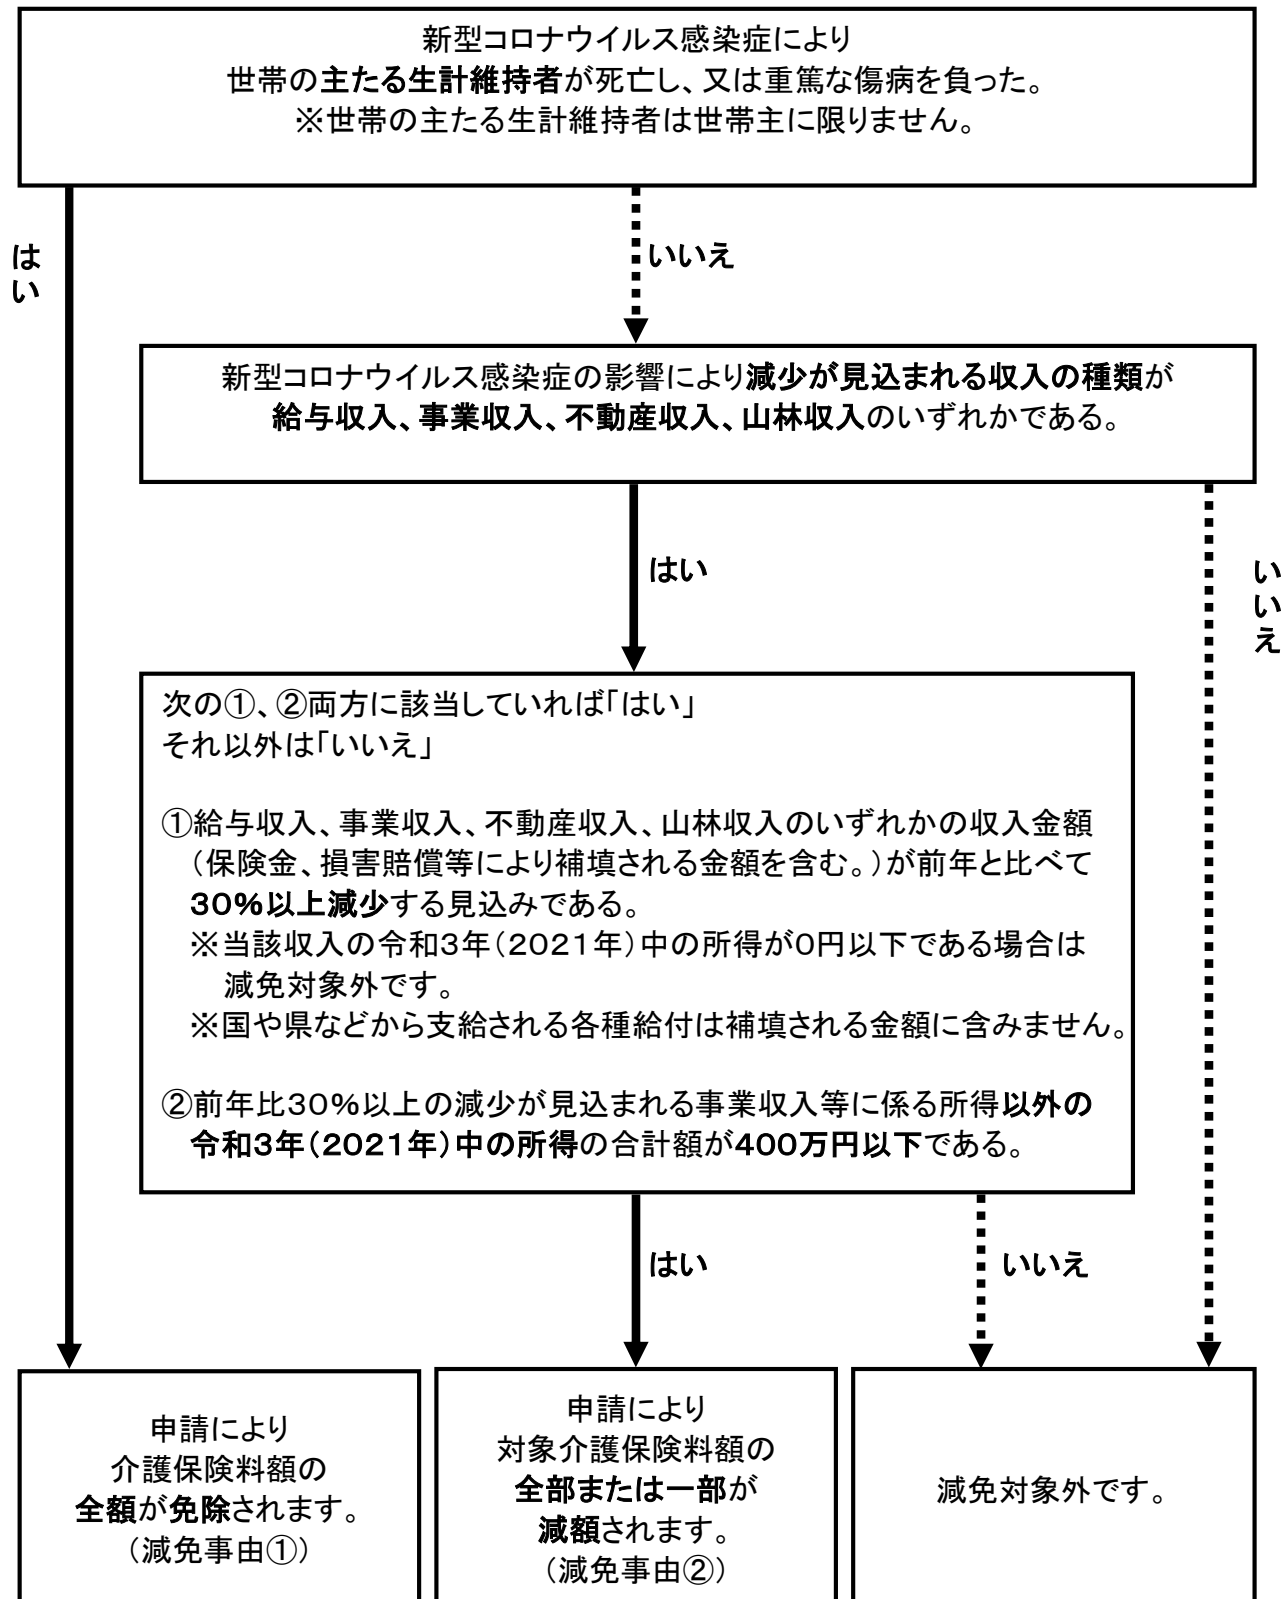 新型コロナウイルス感染症により
世帯の主たる生計維持者が死亡し、又は重篤な傷病を負った。
※世帯の主たる生計維持者は世帯主に限りません。
はい
いいえ
新型コロナウイルス感染症の影響により減少が見込まれる収入の種類が
給与収入、事業収入、不動産収入、山林収入のいずれかである。
はい
いいえ
次の①、②両方に該当していれば「はい」
それ以外は「いいえ」
①給与収入、事業収入、不動産収入、山林収入のいずれかの収入金額
（保険金、損害賠償等により補填される金額を含む。）が前年と比べて
30％以上減少する見込みである。
※当該収入の令和3年（2021年）中の所得が0円以下である場合は
減免対象外です。
※国や県などから支給される各種給付は補填される金額に含みません。
②前年比30％以上の減少が見込まれる事業収入等に係る所得以外の
令和3年（2021年）中の所得の合計額が400万円以下である。
はい
いいえ
申請により
介護保険料額の
全額が免除されます。
（減免事由①）
申請により
対象介護保険料額の
全部または一部が
減額されます。
（減免事由②）
減免対象外です。